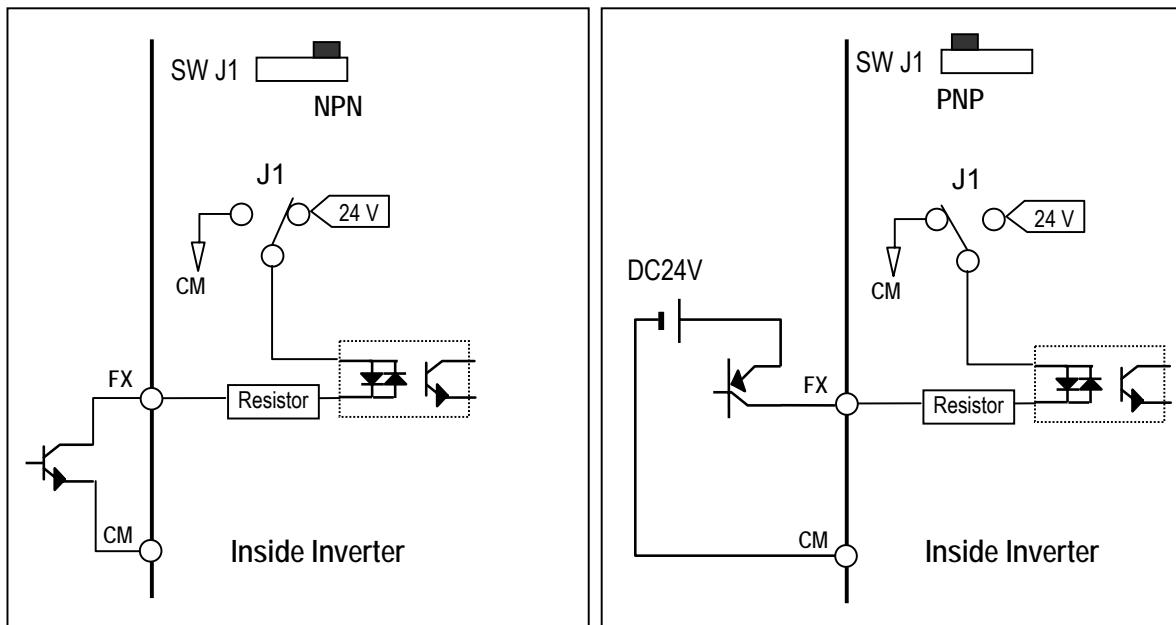 SW J1
NPN
J1
24 V
CM
FX
Resistor
CM
Inside Inverter
SW J1
PNP
J1
24 V
CM
DC24V
FX
Resistor
CM
Inside Inverter